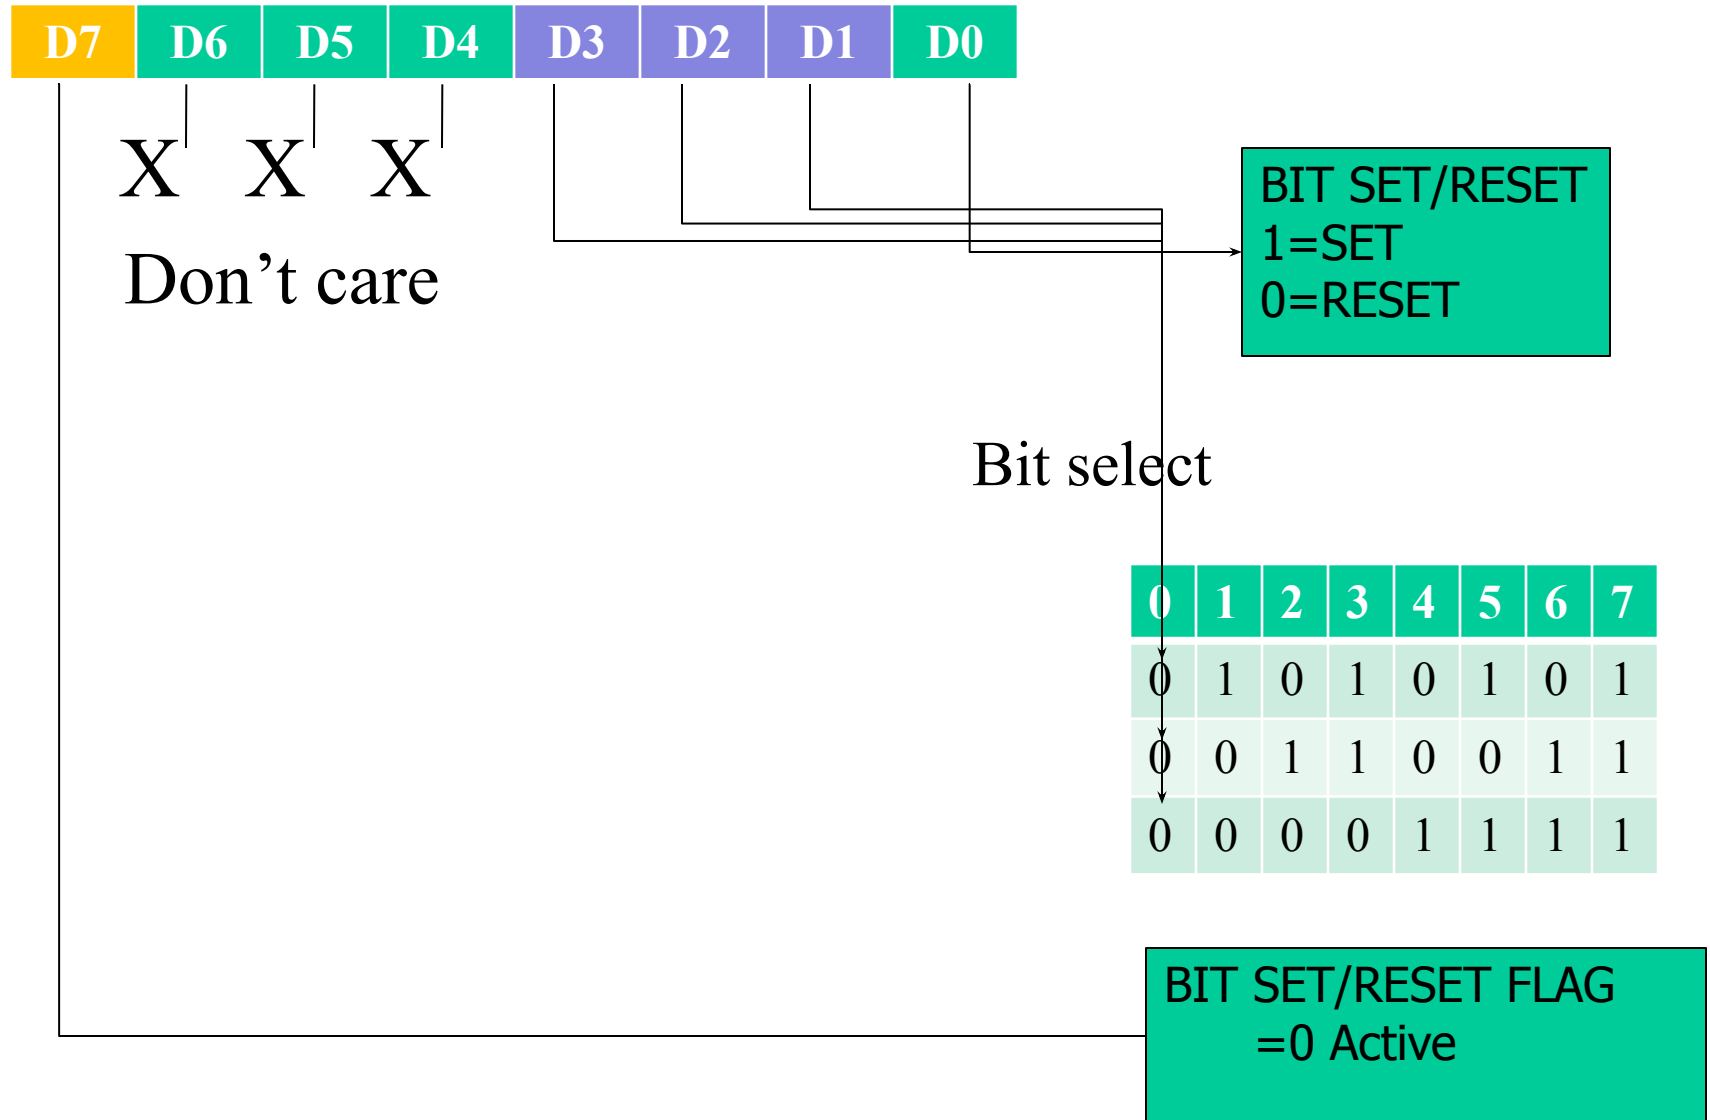 D7 D6 D5 D4 D3 D2 D1 D0
X X X
Don’t care
BIT SET/RESET
1=SET
0=RESET
Bit select
0 1 2 3 4 5 6 7
0 1 0 1 0 1 0 1
0 0 1 1 0 0 1 1
0 0 0 0 1 1 1 1
BIT SET/RESET FLAG
=0 Active